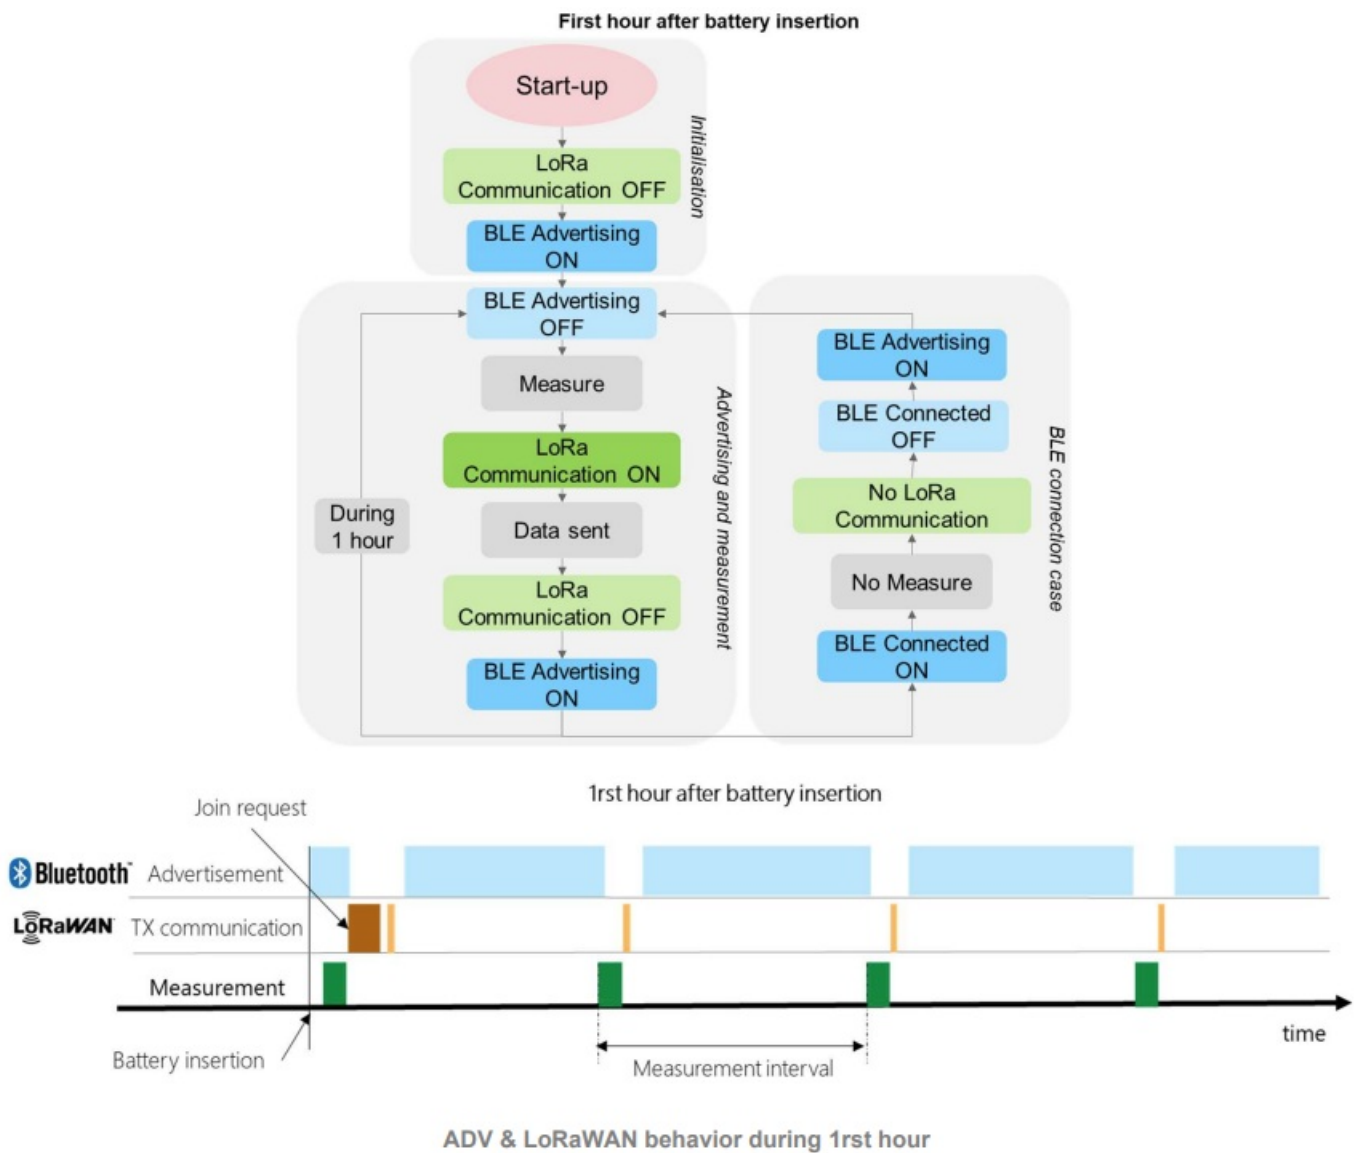 First hour after battery insertion
Start-up
LoRa
Communication OFF
BLE Advertising
ON
Initialisation
BLE Advertising
OFF
Measure
LoRa
Communication ON
Data sent
LoRa
Communication OFF
BLE Advertising
ON
During
1 hour
Advertising and measurement
BLE Advertising
ON
BLE Connected
OFF
No LoRa
Communication
No Measure
BLE Connected
ON
BLE connection case
1rst hour after battery insertion
Join request
Bluetooth™ Advertisement
LoRaWAN TX communication
Measurement
time
Battery insertion
Measurement interval
ADV & LoRaWAN behavior during 1rst hour